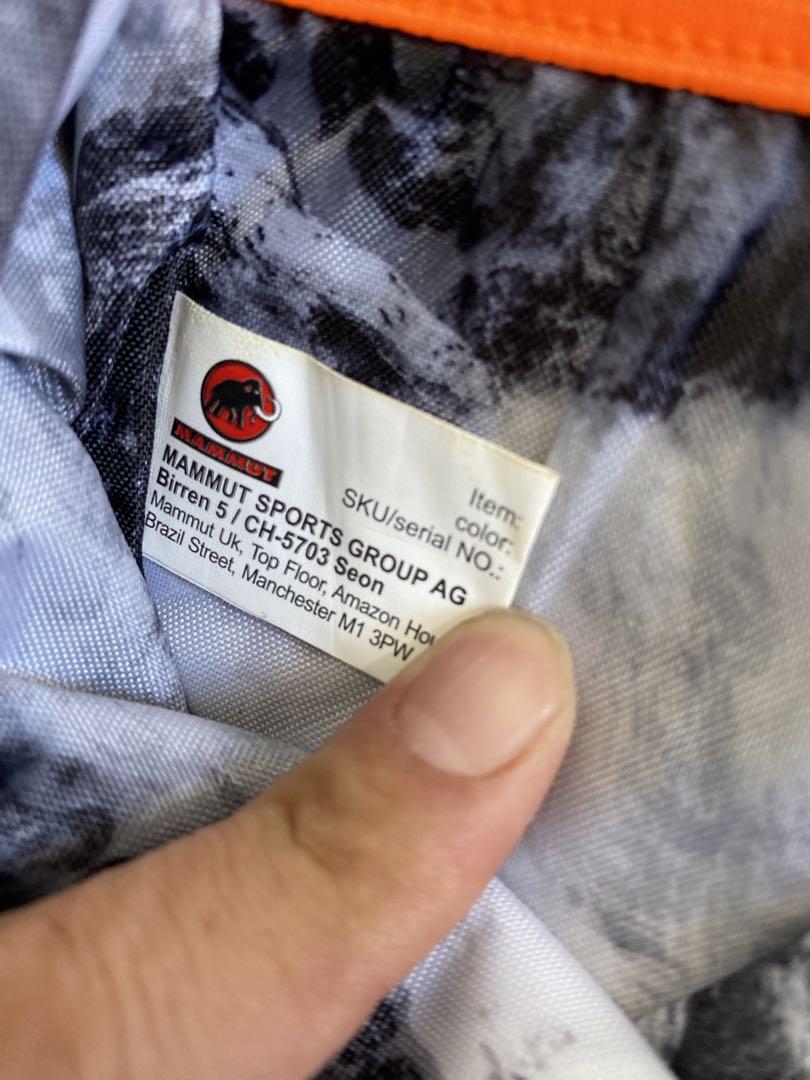 MAMMUT
Item:
color:
SKU/serial NO.:
MAMMUT SPORTS GROUP AG
Birren 5 / CH-5703 Seon
Mammut Uk, Top Floor, Amazon
Brazil Street, Manchester M1 3PW